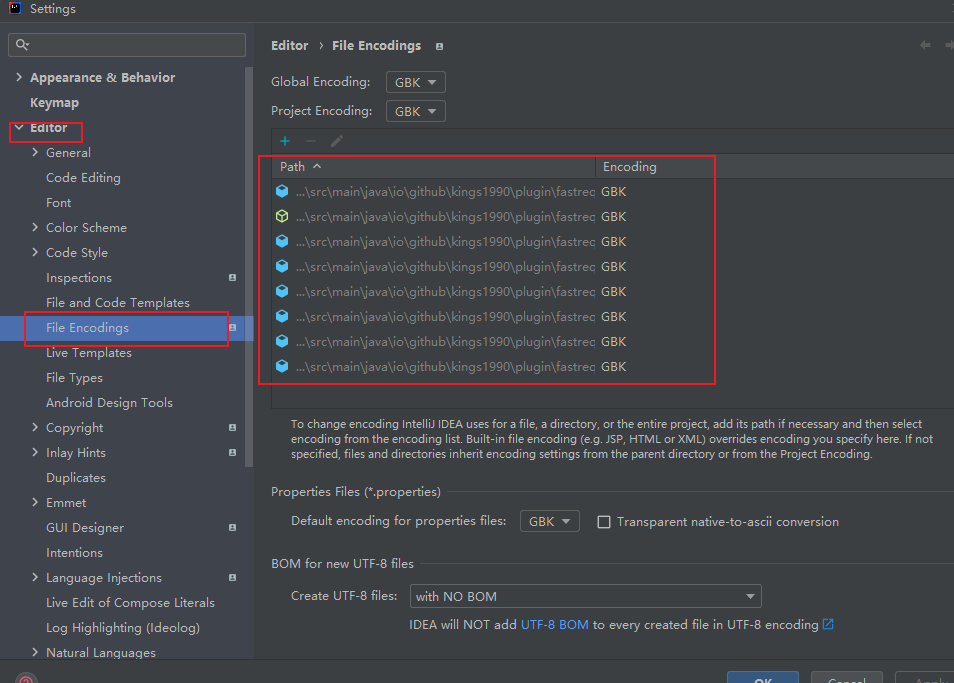 Settings
Appearance & Behavior
Keymap
Editor
General
Code Editing
Font
Color Scheme
Code Style
Inspections
File and Code Templates
File Encodings
Live Templates
File Types
Android Design Tools
Copyright
Inlay Hints
Duplicates
Emmet
GUI Designer
Intentions
Language Injections
Live Edit of Compose Literals
Log Highlighting (Ideolog)
Natural Languages
Editor › File Encodings
Global Encoding: GBK
Project Encoding: GBK
Path Encoding
...\src\main\java\io\github\kings1990\plugin\fastrec GBK
...\src\main\java\io\github\kings1990\plugin\fastrec GBK
...\src\main\java\io\github\kings1990\plugin\fastrec GBK
...\src\main\java\io\github\kings1990\plugin\fastrec GBK
...\src\main\java\io\github\kings1990\plugin\fastrec GBK
...\src\main\java\io\github\kings1990\plugin\fastrec GBK
...\src\main\java\io\github\kings1990\plugin\fastrec GBK
...\src\main\java\io\github\kings1990\plugin\fastrec GBK
To change encoding IntelliJ IDEA uses for a file, a directory, or the entire project, add its path if necessary and then select
encoding from the encoding list. Built-in file encoding (e.g. JSP, HTML or XML) overrides encoding you specify here. If not
specified, files and directories inherit encoding settings from the parent directory or from the Project Encoding.
Properties Files (*.properties)
Default encoding for properties files: GBK Transparent native-to-ascii conversion
BOM for new UTF-8 files
Create UTF-8 files: with NO BOM
IDEA will NOT add UTF-8 BOM to every created file in UTF-8 encoding
OK Cancel Apply